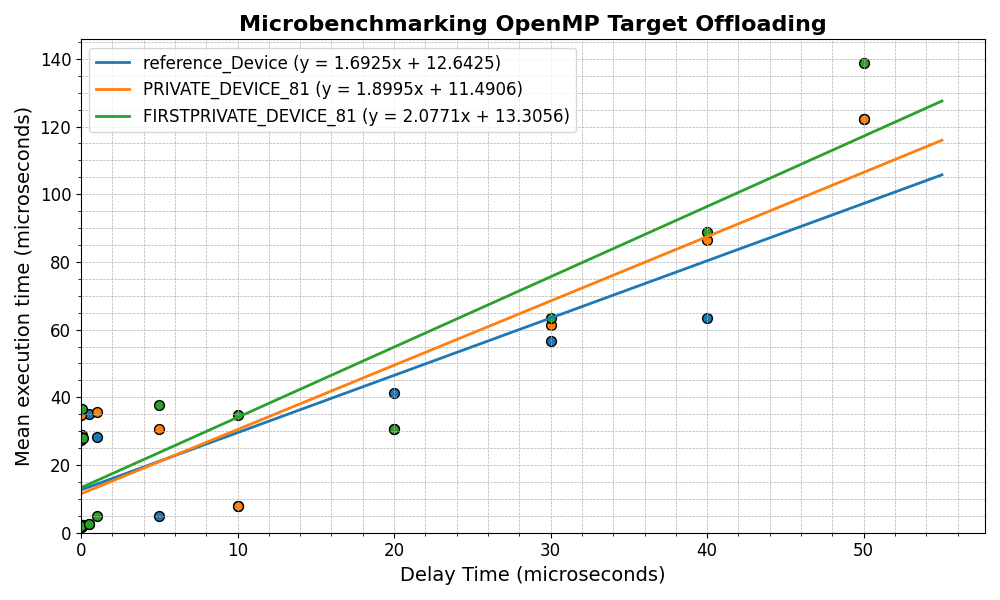 Microbenchmarking OpenMP Target Offloading
reference_Device (y = 1.6925x + 12.6425)
PRIVATE_DEVICE_81 (y = 1.8995x + 11.4906)
FIRSTPRIVATE_DEVICE_81 (y = 2.0771x + 13.3056)
Mean execution time (microseconds)
140
120
100
80
60
40
20
0
0 10 20 30 40 50
Delay Time (microseconds)